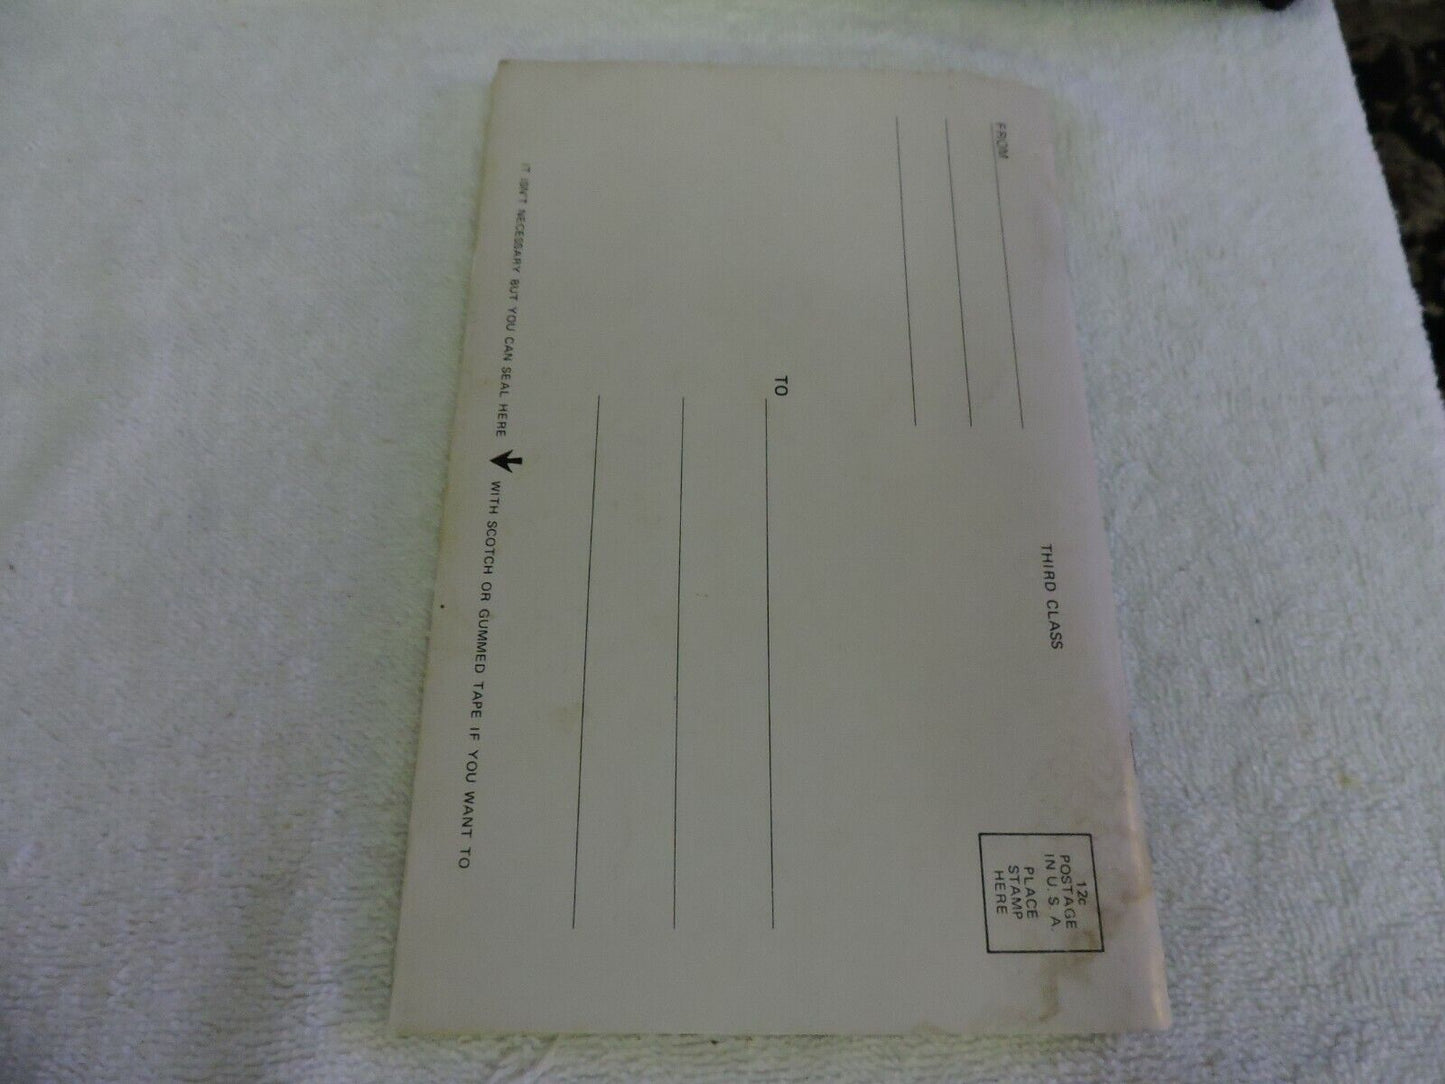 FROM
THIRD CLASS
12c
POSTAGE
IN U. S. A.
PLACE
STAMP
HERE
TO
IT ISN'T NECESSARY BUT YOU CAN SEAL HERE WITH SCOTCH OR GUMMED TAPE IF YOU WANT TO